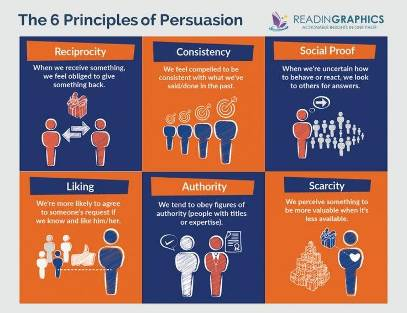 The 6 Principles of Persuasion
READINGRAPHICS
ACTIONABLE INSIGHTS IN ONE PAGE
Reciprocity
When we receive something,
we feel obliged to give
something back.
Consistency
We feel compelled to be
consistent with what we've
said/done in the past.
Social Proof
When we're uncertain how
to behave or react, we look
to others for answers.
Liking
We're more likely to agree
to someone's request if
we know and like him/her.
Authority
We tend to obey figures of
authority (people with titles
or expertise).
Scarcity
We perceive something to
be more valuable when it's
less available.